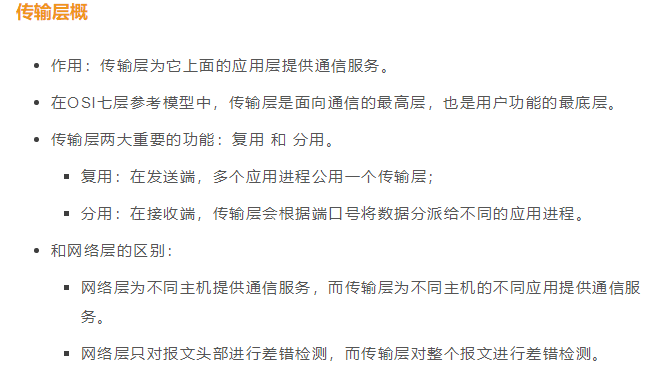 传输层概
作用：传输层为它上面的应用层提供通信服务。
在OSI七层参考模型中，传输层是面向通信的最高层，也是用户功能的最底层。
传输层两大重要的功能：复用 和 分用。
复用：在发送端，多个应用进程公用一个传输层；
分用：在接收端，传输层会根据端口号将数据分派给不同的应用进程。
和网络层的区别：
网络层为不同主机提供通信服务，而传输层为不同主机的不同应用提供通信服
务。
网络层只对报文头部进行差错检测，而传输层对整个报文进行差错检测。